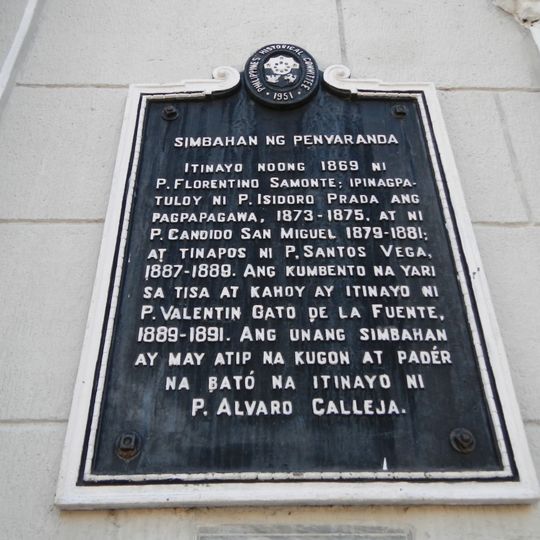 PHILIPPINES HISTORICAL COMMITTEE
1951
SIMBAHAN NG PENYARANDA
ITINAYO NOONG 1869 NI
P. FLORENTINO SAMONTE; IPINAGPA-
TULOY NI P. ISIDORO PRADA ANG
PAGPAPAGAWA, 1873-1875, AT NI
P. CANDIDO SAN MIGUEL 1879-1881;
AT TINAPOS NI P. SANTOS VEGA,
1887-1889. ANG KUMBENTO NA YARI
SA TISA AT KAHOY AY ITINAYO NI
P. VALENTIN GATO DE LA FUENTE,
1889-1891. ANG UNANG SIMBAHAN
AY MAY ATIP NA KUGON AT PADÉR
NA BATÓ NA ITINAYO NI
P. ALVARO CALLEJA.